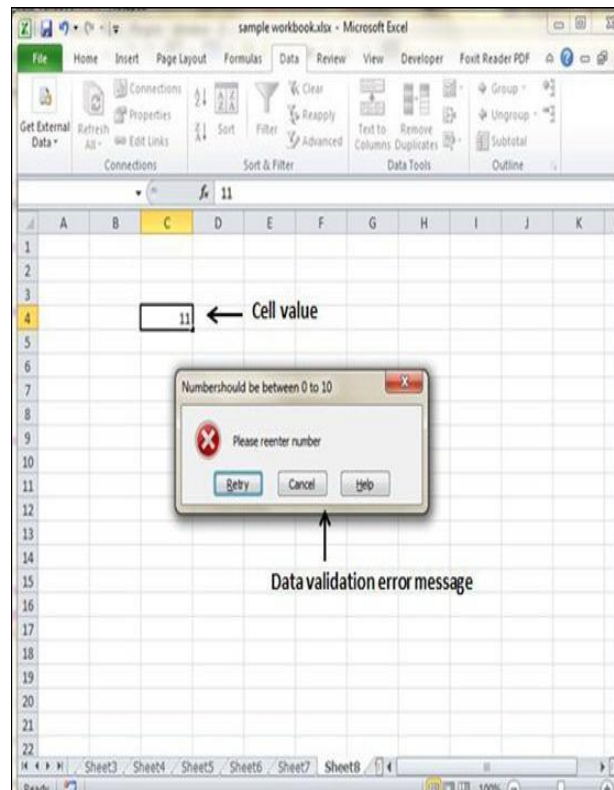 sample workbook.xlsx - Microsoft Excel
File Home Insert Page Layout Formulas Data Review View Developer Foxit Reader PDF
Get External Data
Refresh All
Connections
Properties
Edit Links
Connections
Sort
Filter
Clear
Reapply
Advanced
Sort & Filter
Text to Columns
Remove Duplicates
Data Tools
Group
Ungroup
Subtotal
Outline
fx 11
A B C D E F G H I J K
1
2
3
4 11 Cell value
5
6
7
Numbershould be between 0 to 10
8
9
Please reenter number
10
11
Retry Cancel Help
12
13
14
15
Data validation error message
16
17
18
19
20
21
22
Sheet3 Sheet4 Sheet5 Sheet6 Sheet7 Sheet8
Ready 100%